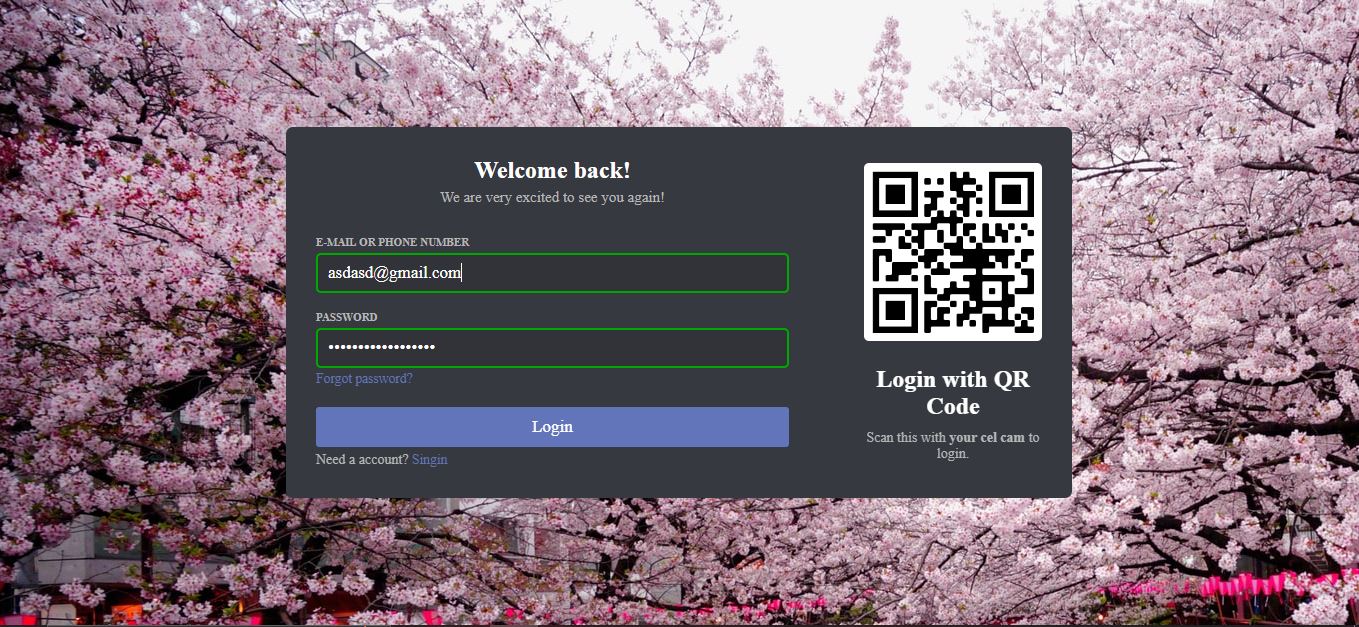 Welcome back!
We are very excited to see you again!
E-MAIL OR PHONE NUMBER
asdasd@gmail.com
PASSWORD
••••••••••••••••••
Forgot password?
Login
Need a account? Singin
Login with QR
Code
Scan this with your cel cam to
login.